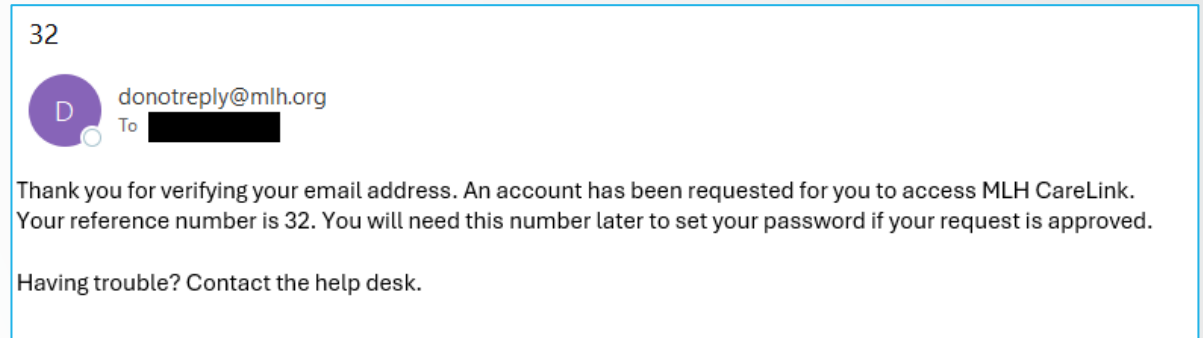 32
D
donotreply@mlh.org
To
Thank you for verifying your email address. An account has been requested for you to access MLH CareLink.
Your reference number is 32. You will need this number later to set your password if your request is approved.
Having trouble? Contact the help desk.